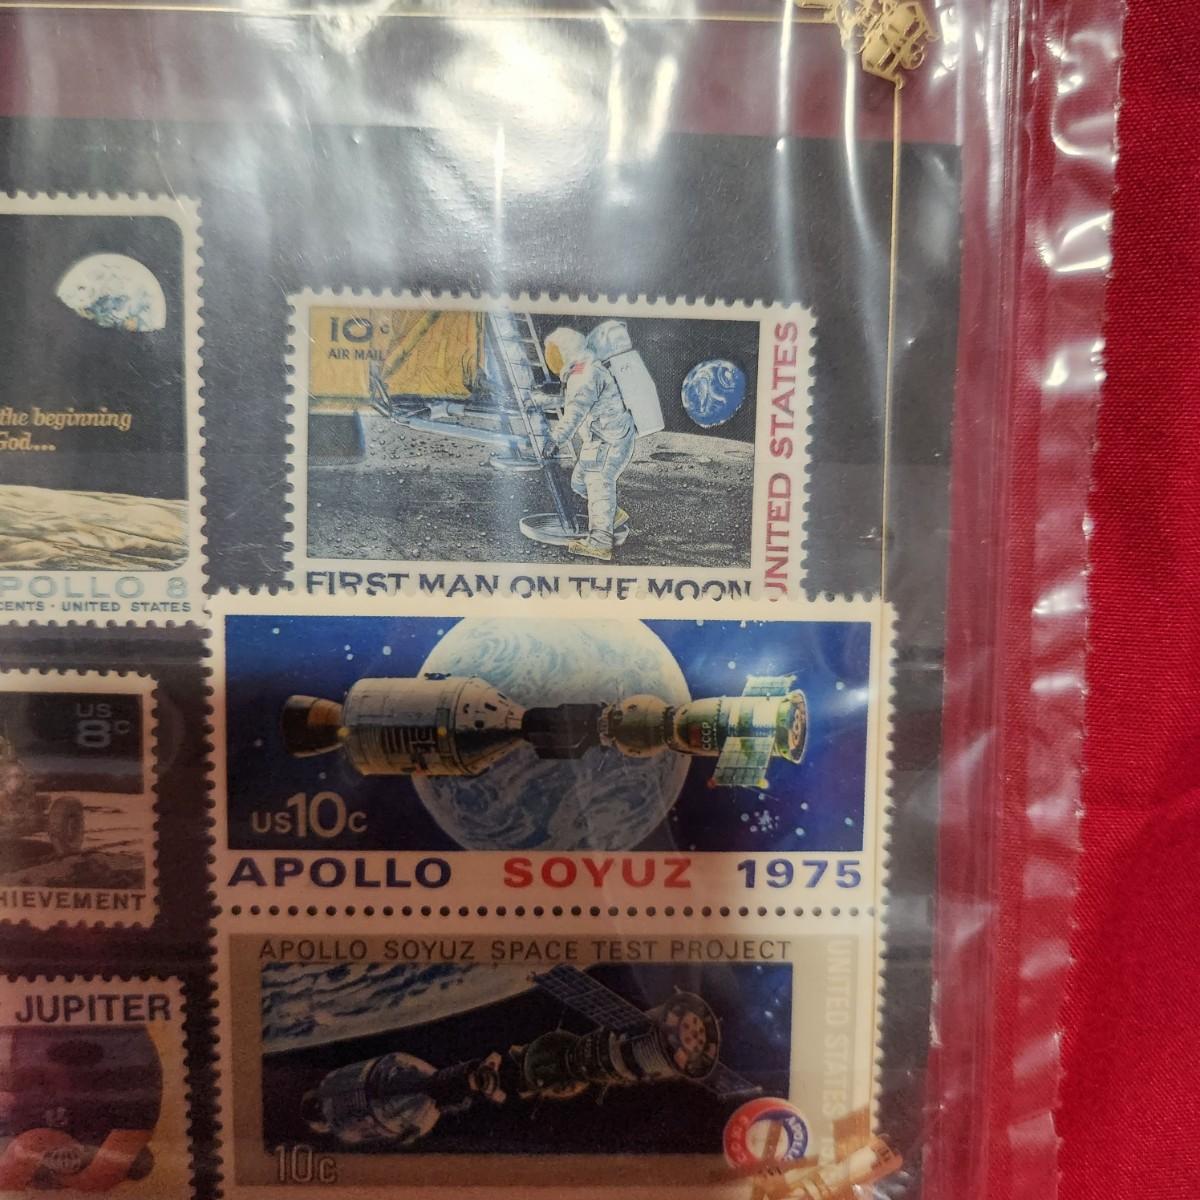 10c
AIR MAIL
UNITED STATES
FIRST MAN ON THE MOON
the beginning
God...
POLLO 8
CENTS · UNITED STATES
US
8c
HIEVEMENT
JUPITER
CCCP
US10c
APOLLO SOYUZ 1975
APOLLO SOYUZ SPACE TEST PROJECT
UNITED STATES
10c